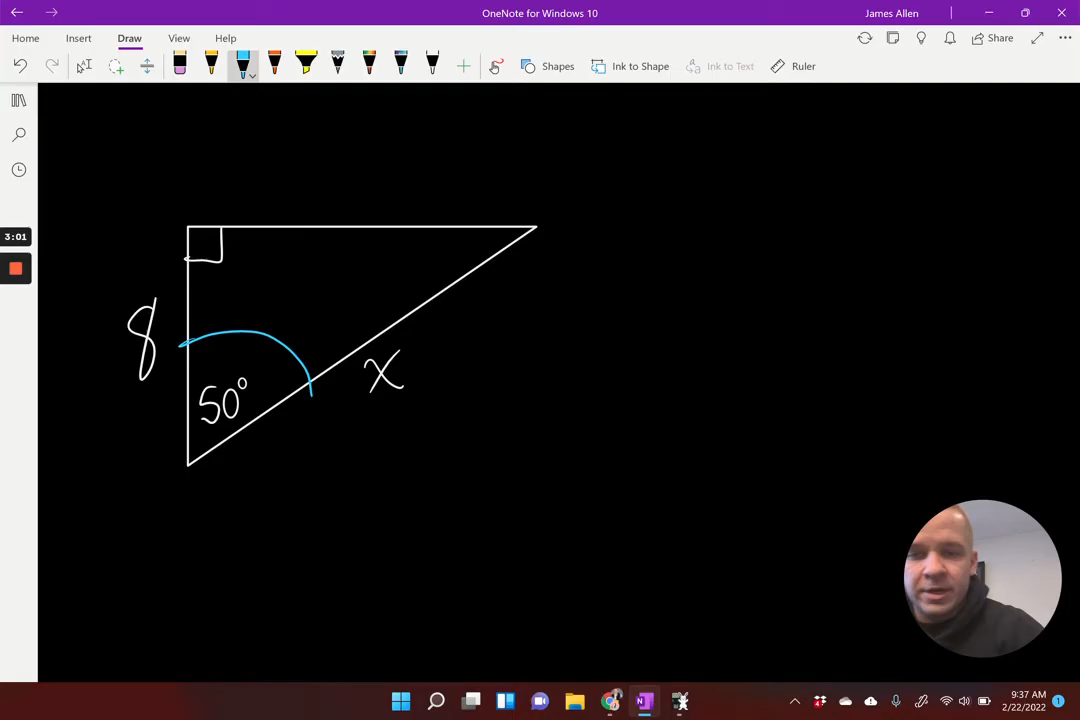 OneNote for Windows 10
James Allen
Home Insert Draw View Help
Share
Shapes Ink to Shape Ink to Text Ruler
3:01
8
50°
x
9:37 AM
2/22/2022
1